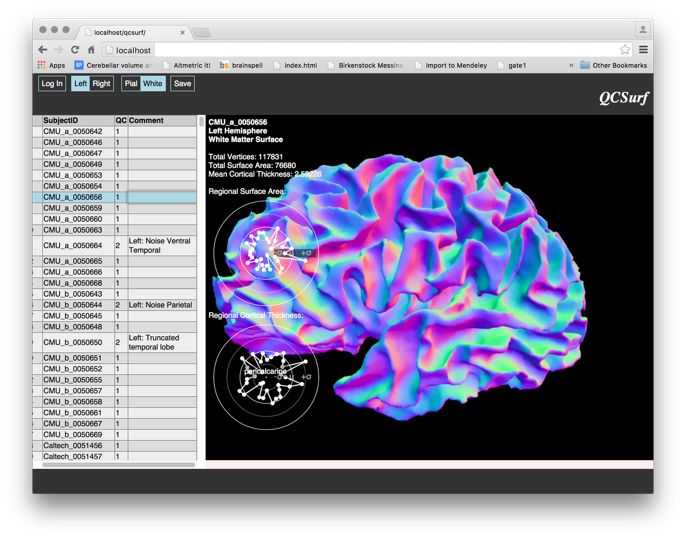 localhost/qcsurf/
localhost
Apps Cerebellar volume an Altmetric it! brainspell index.html Birkenstock Messina Import to Mendeley gate1 » Other Bookmarks
Log In Left Right Pial White Save
QCSurf
SubjectID QC Comment
CMU_a_0050642 1
CMU_a_0050646 1
CMU_a_0050647 1
CMU_a_0050649 1
CMU_a_0050653 1
CMU_a_0050654 1
CMU_a_0050656 1
CMU_a_0050659 1
CMU_a_0050660 1
CMU_a_0050663 1
CMU_a_0050664 2 Left: Noise Ventral
Temporal
CMU_a_0050665 2
CMU_a_0050666 1
CMU_a_0050668 1
CMU_b_0050643 1
CMU_b_0050644 2 Left: Noise Parietal
CMU_b_0050645 1
CMU_b_0050648 1
CMU_b_0050650 2 Left: Truncated
temporal lobe
CMU_b_0050651 1
CMU_b_0050652 1
CMU_b_0050655 1
CMU_b_0050657 1
CMU_b_0050658 1
CMU_b_0050661 1
CMU_b_0050667 1
CMU_b_0050669 1
Caltech_0051456 1
Caltech_0051457 1
CMU_a_0050656
Left Hemisphere
White Matter Surface
Total Vertices: 117831
Total Surface Area: 76680
Mean Cortical Thickness: 2.59226
Regional Surface Area:
+σ
Regional Cortical Thickness:
pericalcarine
+σ